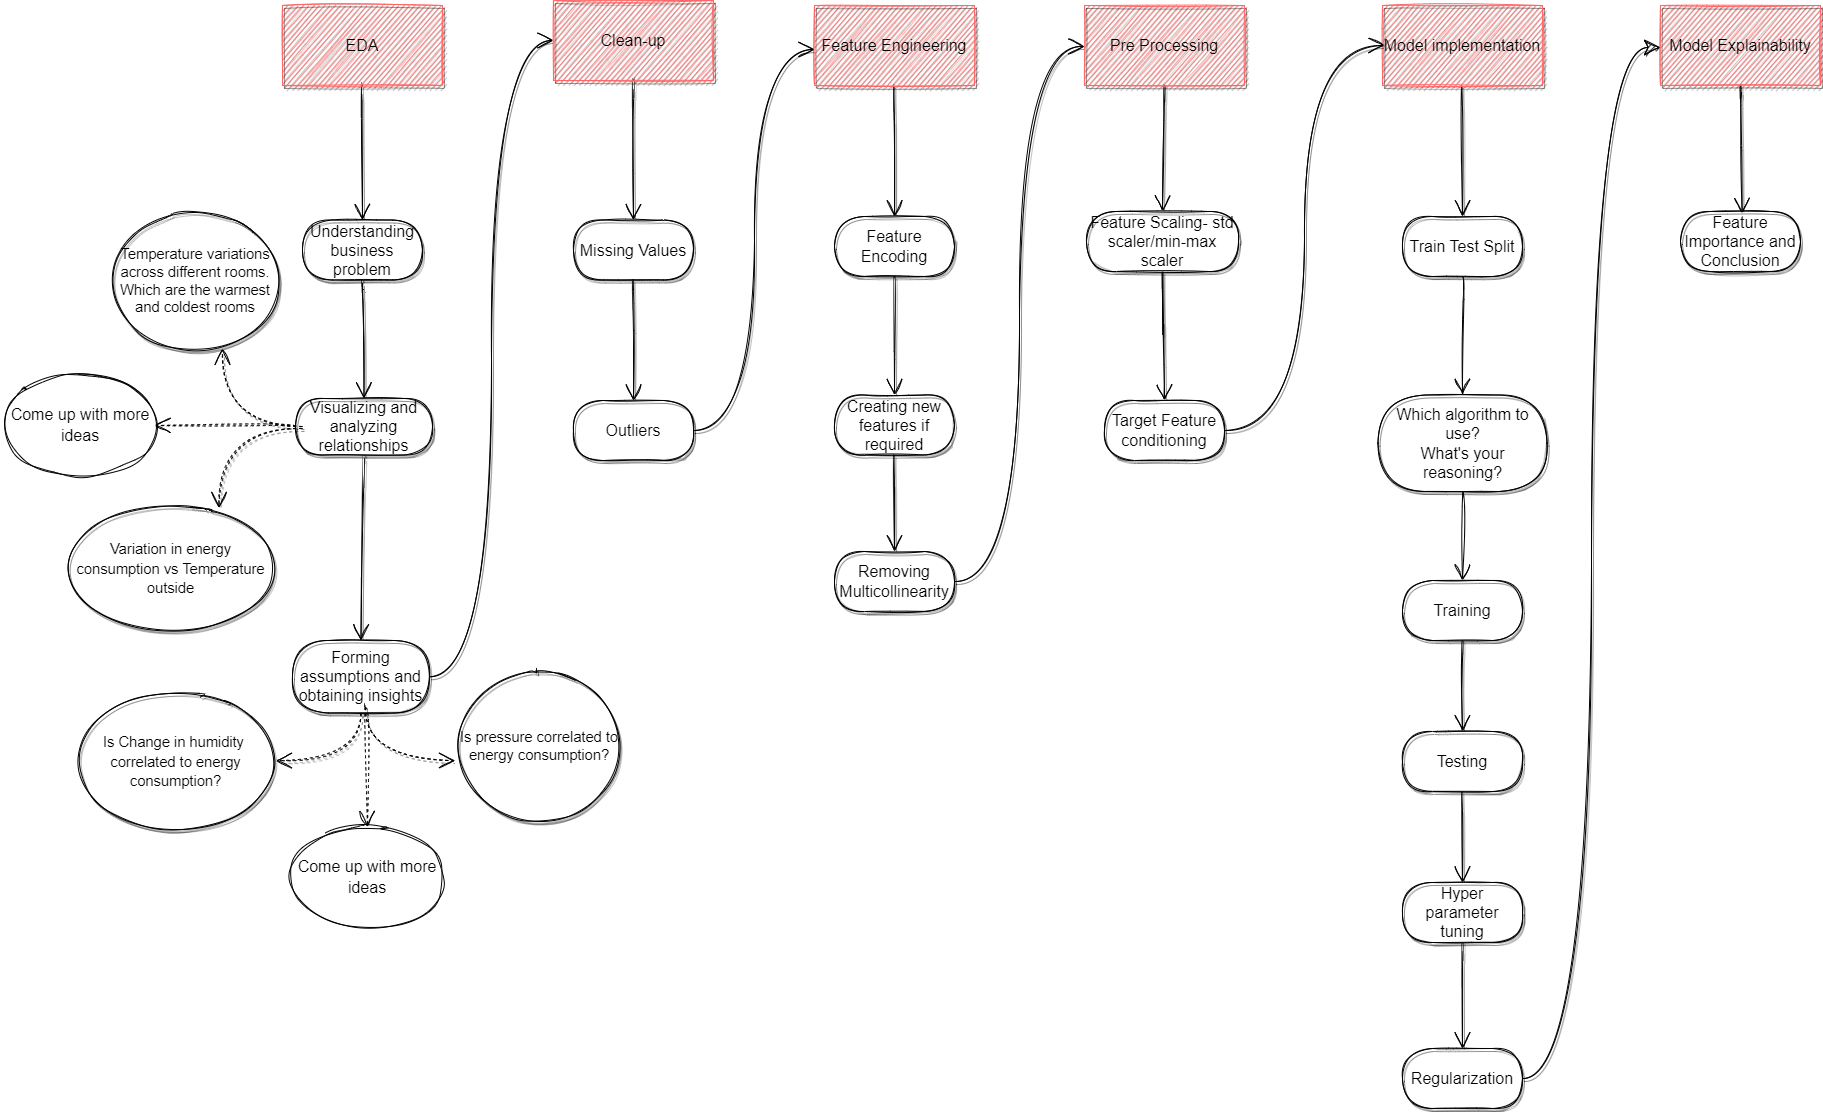 EDA
Clean-up
Feature Engineering
Pre Processing
Model implementation
Model Explainability
Understanding
business
problem
Temperature variations
across different rooms.
Which are the warmest
and coldest rooms
Come up with more
ideas
Visualizing and
analyzing
relationships
Variation in energy
consumption vs Temperature
outside
Forming
assumptions and
obtaining insights
Is Change in humidity
correlated to energy
consumption?
Is pressure correlated to
energy consumption?
Come up with more
ideas
Missing Values
Outliers
Feature
Encoding
Creating new
features if
required
Removing
Multicollinearity
Feature Scaling- std
scaler/min-max
scaler
Target Feature
conditioning
Train Test Split
Which algorithm to
use?
What's your
reasoning?
Training
Testing
Hyper
parameter
tuning
Regularization
Feature
Importance and
Conclusion